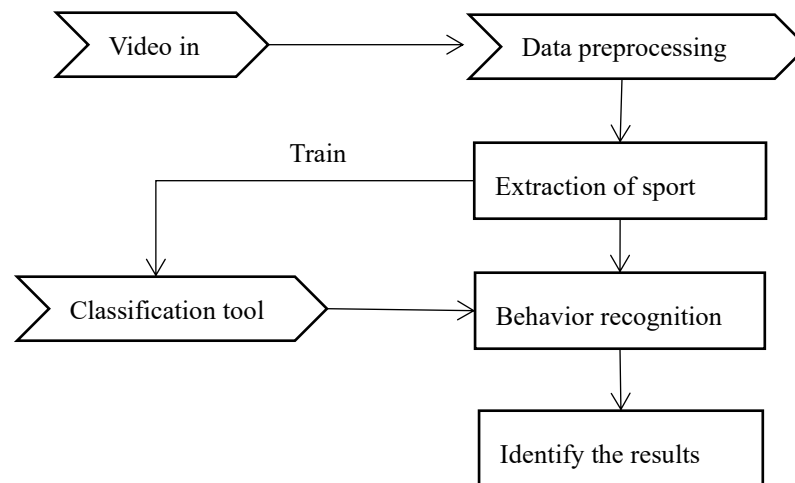 Video in
Data preprocessing
Train
Extraction of sport
Classification tool
Behavior recognition
Identify the results